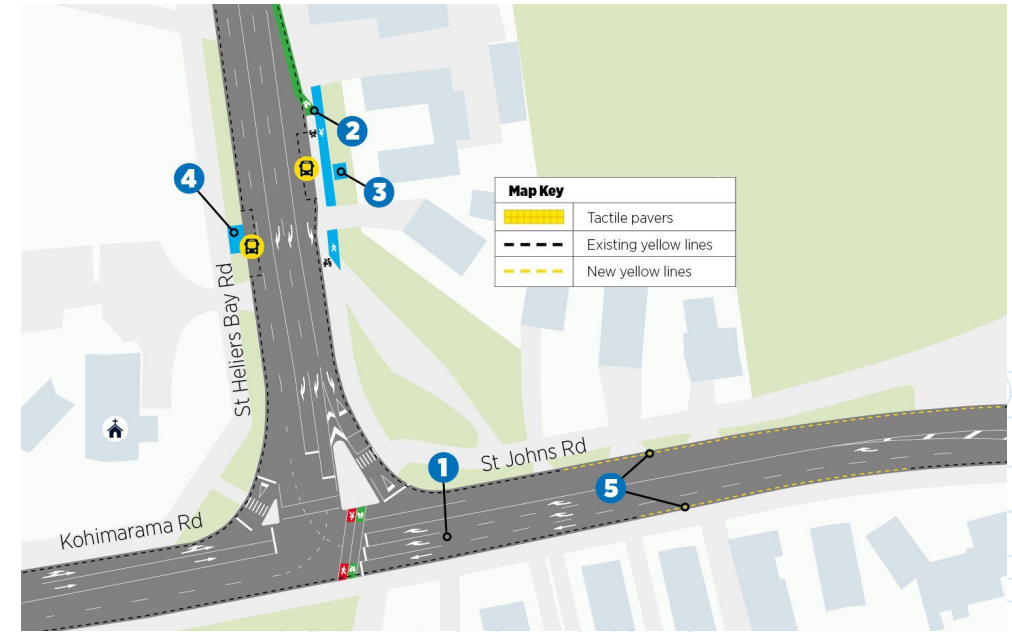 2
3
4
Map Key
Tactile pavers
Existing yellow lines
New yellow lines
St Heliers Bay Rd
1
St Johns Rd
5
Kohimarama Rd